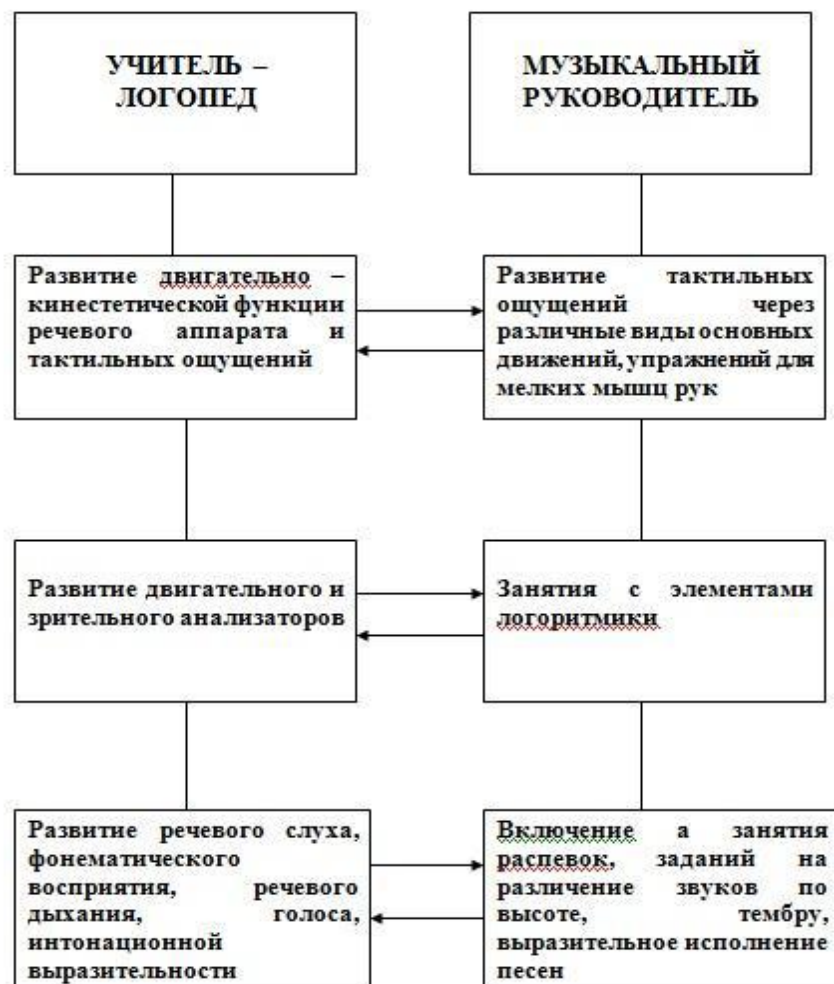 УЧИТЕЛЬ –
ЛОГОПЕД
МУЗЫКАЛЬНЫЙ
РУКОВОДИТЕЛЬ
Развитие двигательно –
кинестетической функции
речевого аппарата и
тактильных ощущений
Развитие тактильных
ощущений через
различные виды основных
движений, упражнений для
мелких мышц рук
Развитие двигательного и
зрительного анализаторов
Занятия с элементами
логоритмики
Развитие речевого слуха,
фонематического
восприятия, речевого
дыхания, голоса,
интонационной
выразительности
Включение а занятия
распевок, заданий на
различение звуков по
высоте, тембру,
выразительное исполнение
песен